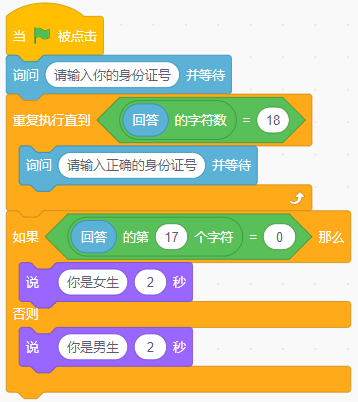 当 被点击
询问 请输入你的身份证号 并等待
重复执行直到 回答 的字符数 = 18
询问 请输入正确的身份证号 并等待
如果 回答 的第 17 个字符 = 0 那么
说 你是女生 2 秒
否则
说 你是男生 2 秒